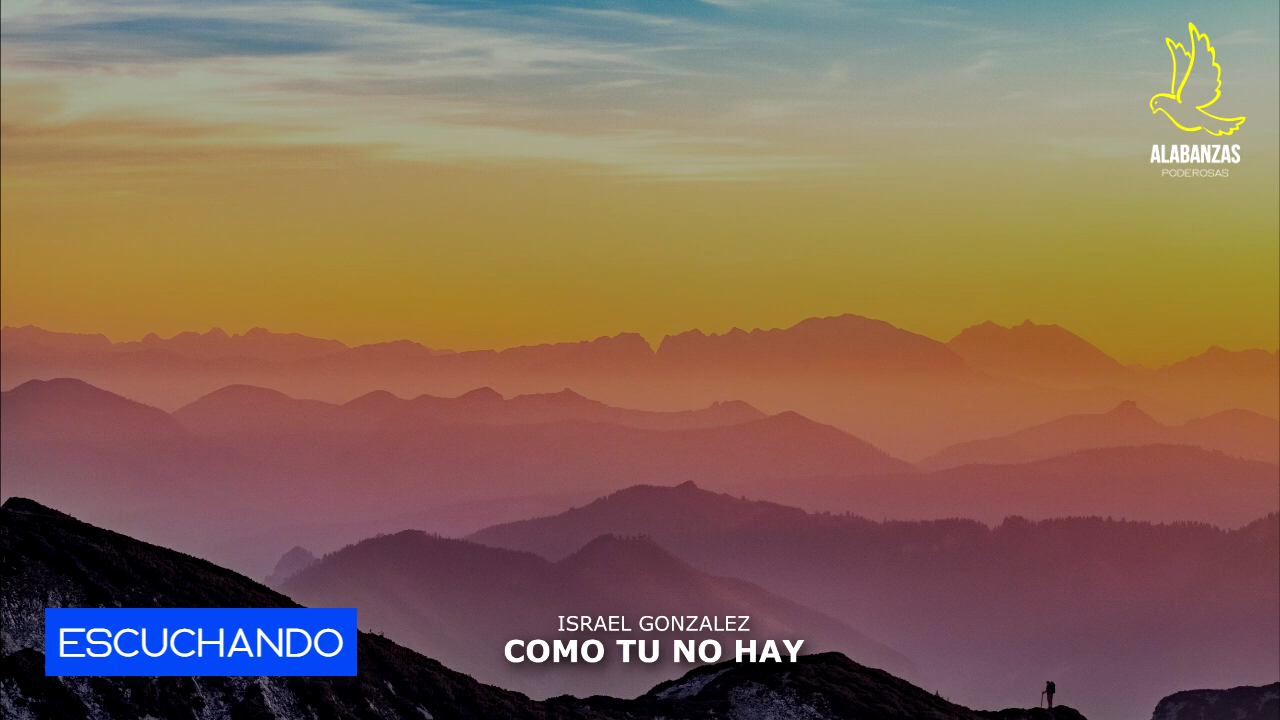 ALABANZAS
PODEROSAS
ISRAEL GONZALEZ
ESCUCHANDO
COMO TU NO HAY